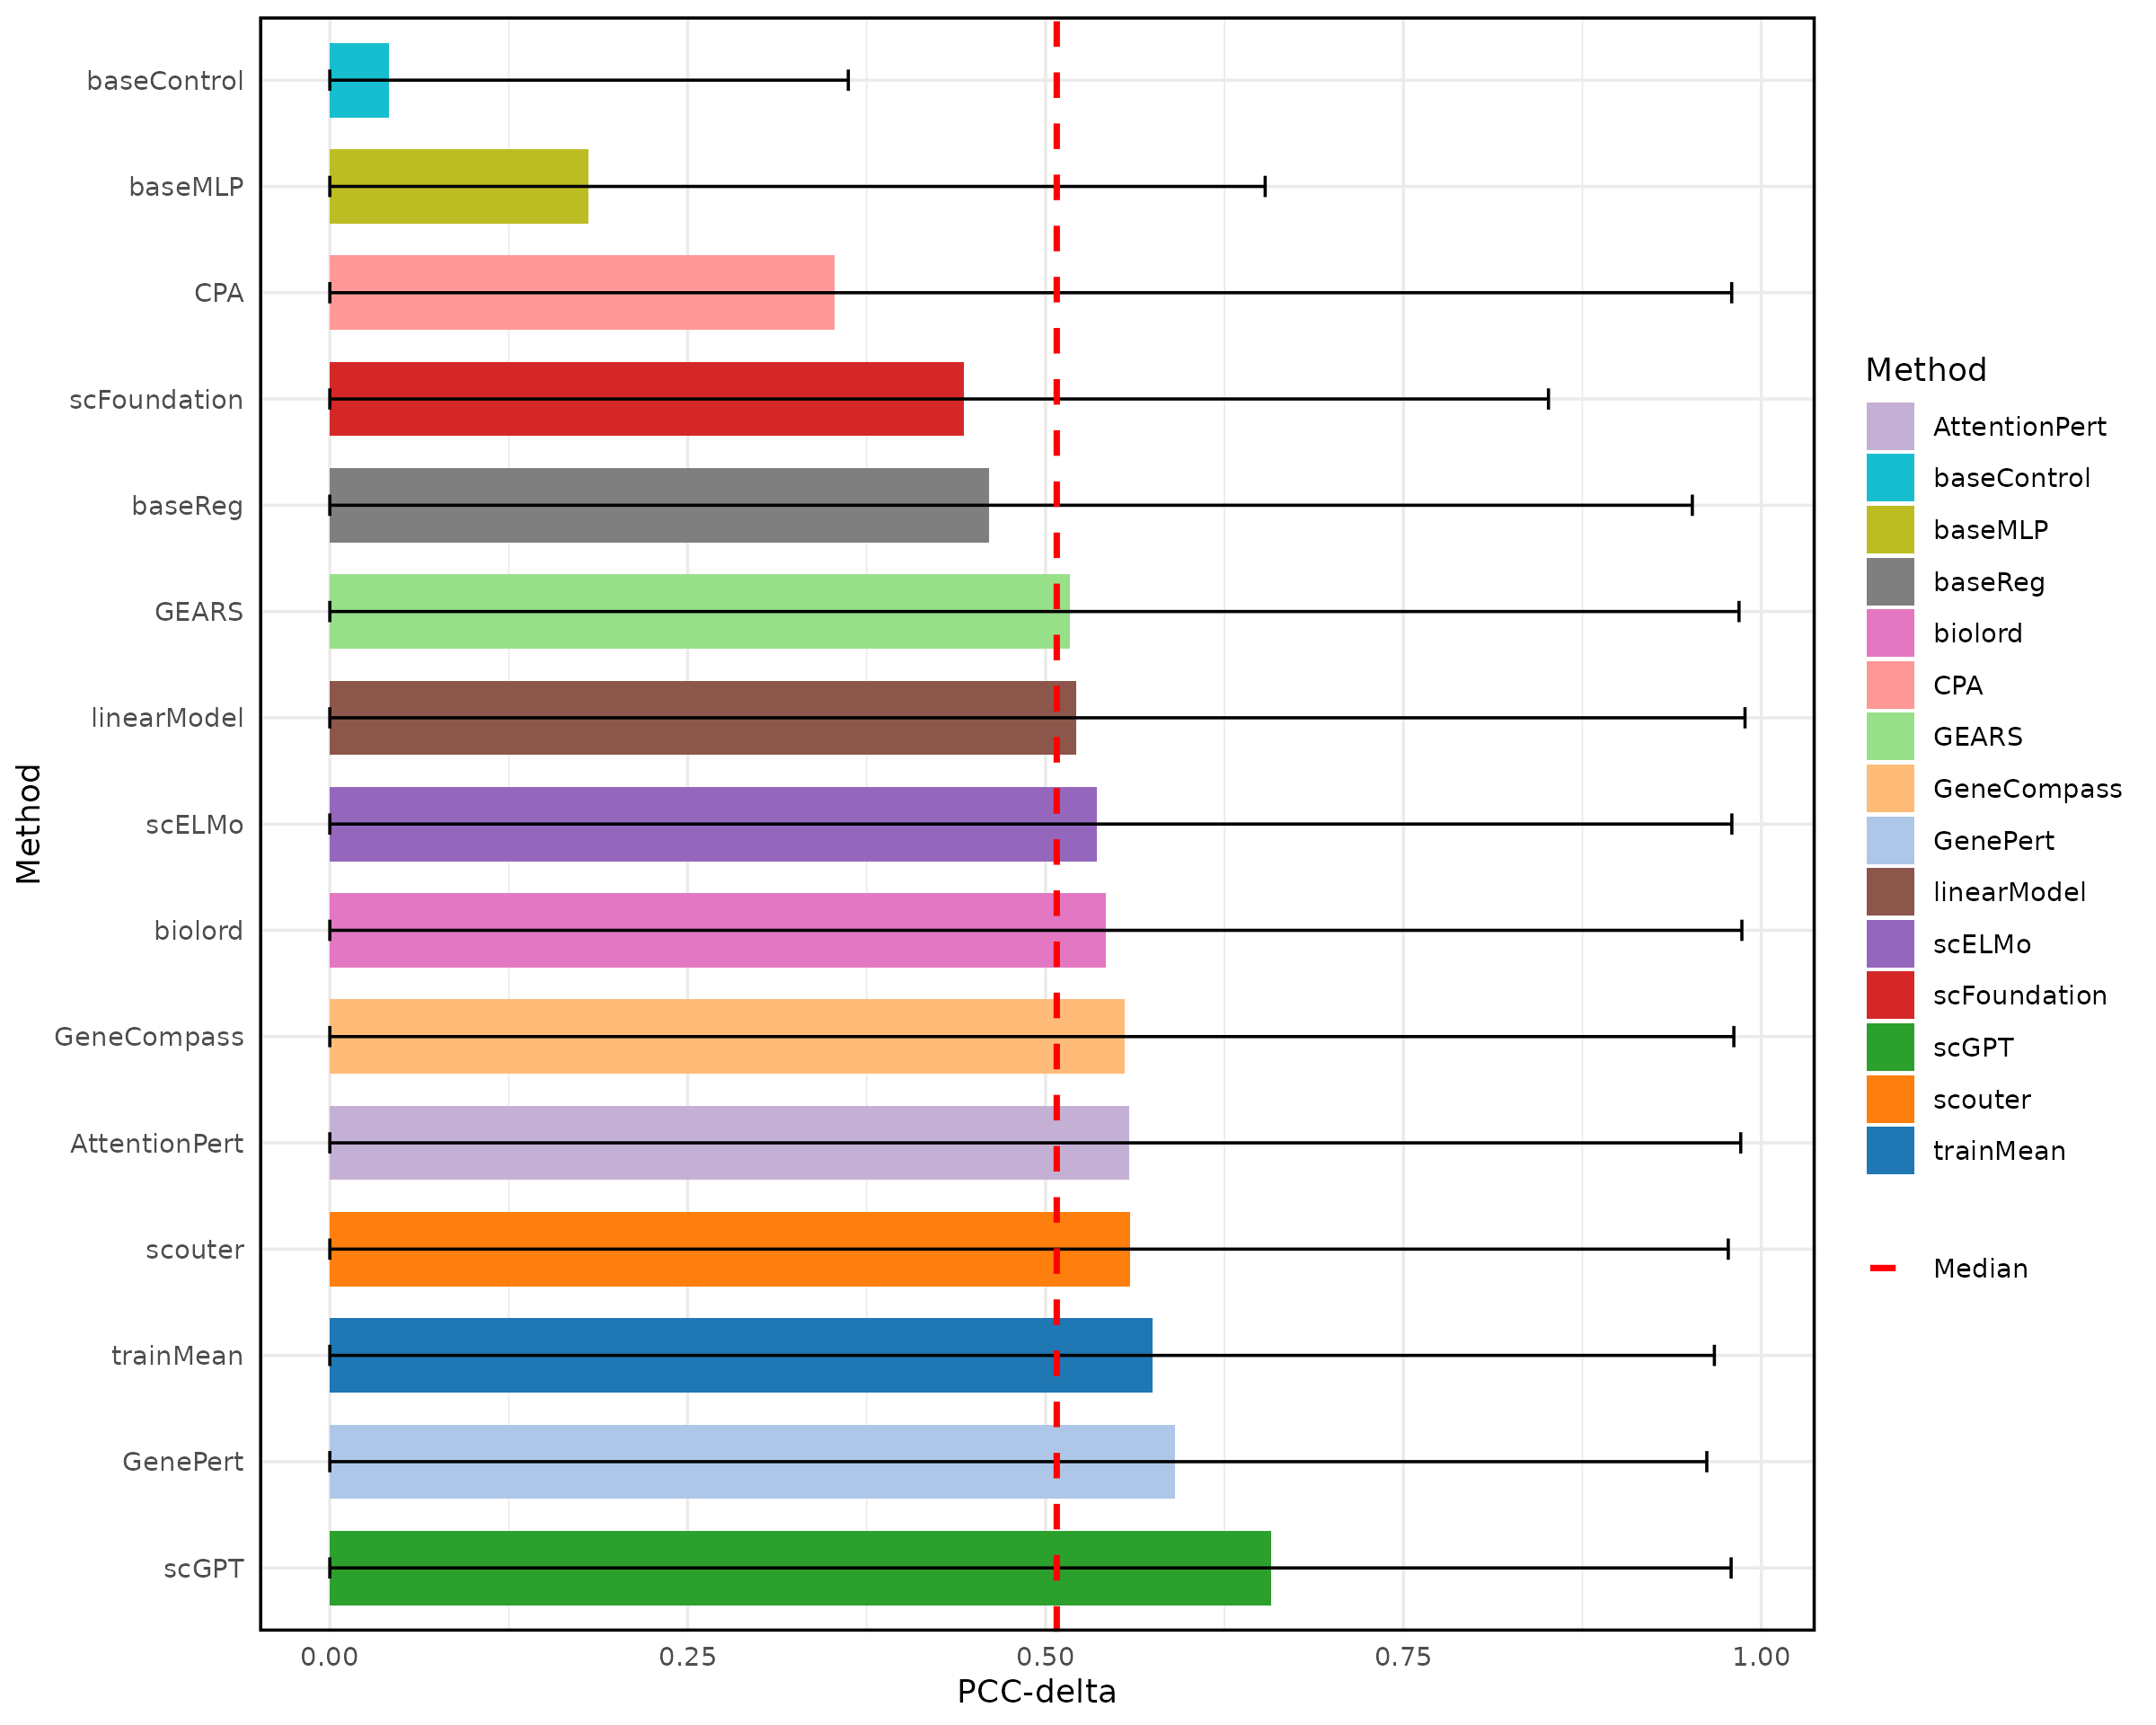 baseControl
baseMLP
CPA
scFoundation
baseReg
GEARS
linearModel
scELMo
biolord
GeneCompass
AttentionPert
scouter
trainMean
GenePert
scGPT
Method
0.00 0.25 0.50 0.75 1.00
PCC-delta
Method
AttentionPert
baseControl
baseMLP
baseReg
biolord
CPA
GEARS
GeneCompass
GenePert
linearModel
scELMo
scFoundation
scGPT
scouter
trainMean
Median